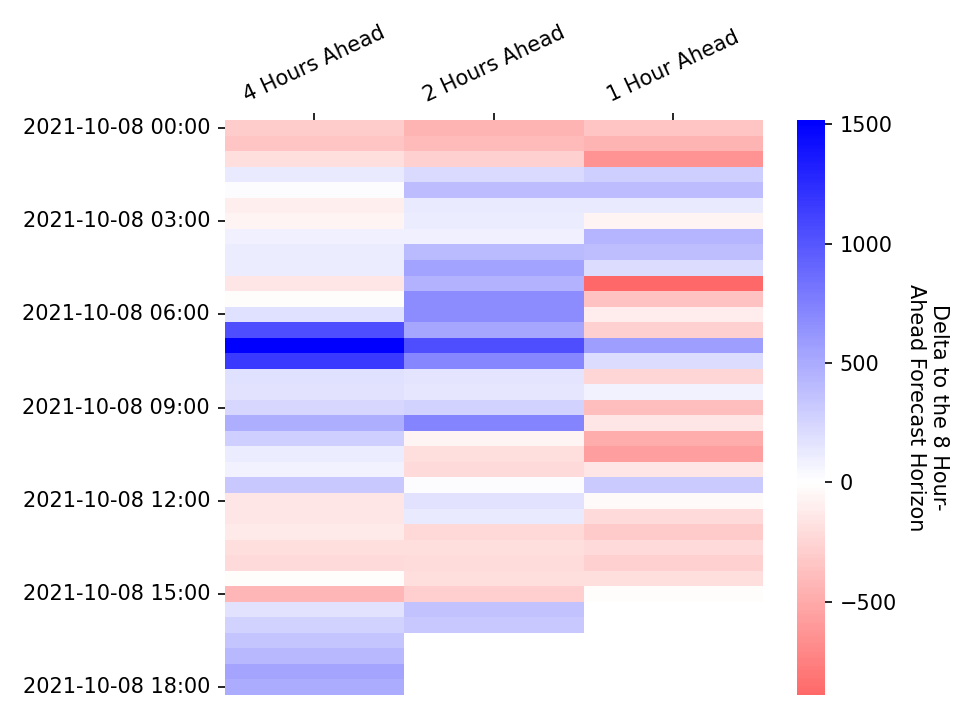 4 Hours Ahead
2 Hours Ahead
1 Hour Ahead
2021-10-08 00:00
2021-10-08 03:00
2021-10-08 06:00
2021-10-08 09:00
2021-10-08 12:00
2021-10-08 15:00
2021-10-08 18:00
1500
1000
500
0
−500
Delta to the 8 Hour-
Ahead Forecast Horizon